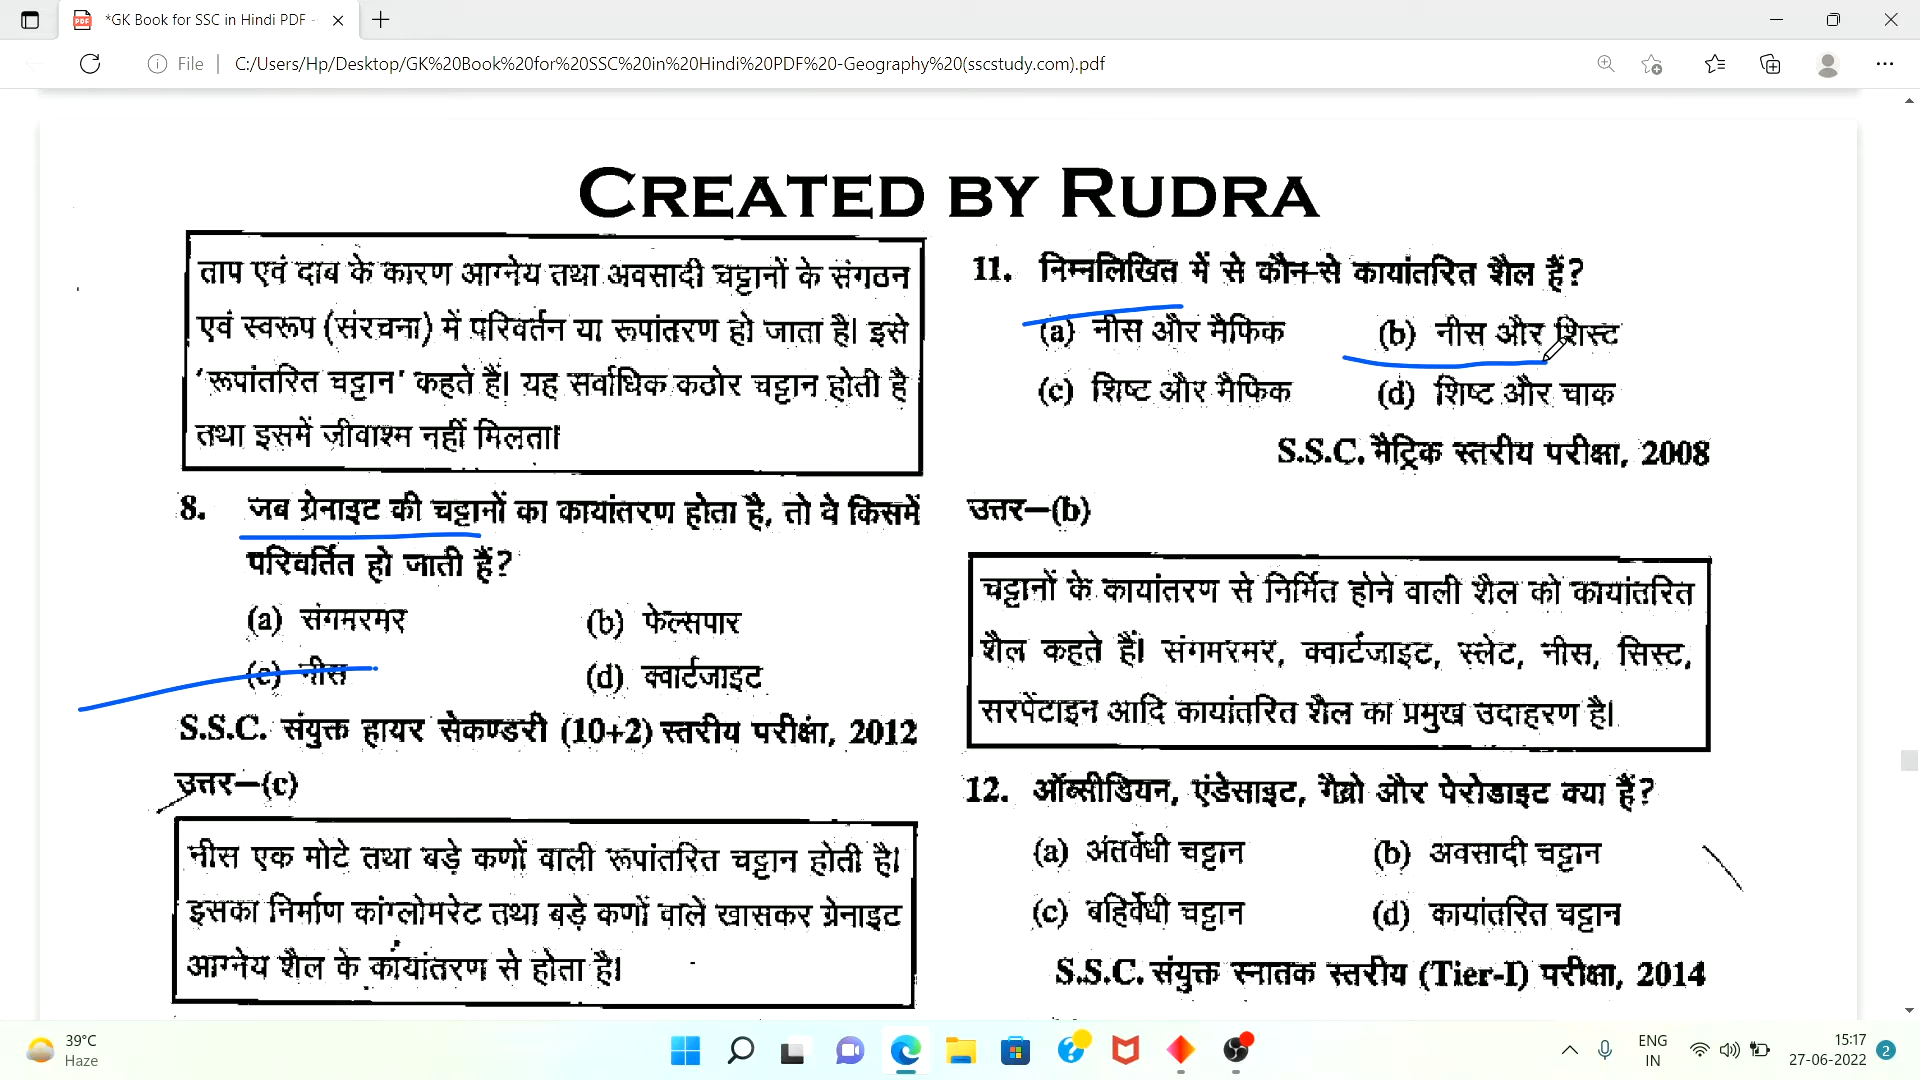 *GK Book for SSC in Hindi PDF -
File
C:/Users/Hp/Desktop/GK%20Book%20for%20SSC%20in%20Hindi%20PDF%20-Geography%20(sscstudy.com).pdf
CREATED BY RUDRA
ताप एवं दाब के कारण आग्नेय तथा अवसादी चट्टानों के संगठन
एवं स्वरूप (संरचना) में परिवर्तन या रूपांतरण हो जाता है। इसे
'रूपांतरित चट्टान' कहते हैं। यह सर्वाधिक कठोर चट्टान होती है
तथा इसमें जीवाश्म नहीं मिलता।
8. जब ग्रेनाइट की चट्टानों का कायांतरण होता है, तो वे किसमें
परिवर्तित हो जाती हैं?
(a) संगमरमर (b) फेल्सपार
(c) नीस (d) क्वार्टजाइट
S.S.C. संयुक्त हायर सेकण्डरी (10+2) स्तरीय परीक्षा, 2012
उत्तर—(c)
नीस एक मोटे तथा बड़े कणों वाली रूपांतरित चट्टान होती है।
इसका निर्माण कांग्लोमरेट तथा बड़े कणों वाले खासकर ग्रेनाइट
आग्नेय शैल के कायांतरण से होता है।
11. निम्नलिखित में से कौन-से कायांतरित शैल हैं?
(a) नीस और मैफिक (b) नीस और शिस्ट
(c) शिष्ट और मैफिक (d) शिष्ट और चाक
S.S.C. मैट्रिक स्तरीय परीक्षा, 2008
उत्तर—(b)
चट्टानों के कायांतरण से निर्मित होने वाली शैल को कायांतरित
शैल कहते हैं। संगमरमर, क्वार्टजाइट, स्लेट, नीस, सिस्ट,
सरपेंटाइन आदि कायांतरित शैल का प्रमुख उदाहरण है।
12. ऑब्सीडियन, एंडेसाइट, गैब्रो और पेरोडाइट क्या हैं?
(a) अंतर्वेधी चट्टान (b) अवसादी चट्टान
(c) बहिर्वेधी चट्टान (d) कायांतरित चट्टान
S.S.C. संयुक्त स्नातक स्तरीय (Tier-I) परीक्षा, 2014
39°C
Haze
ENG
IN
15:17
27-06-2022
2